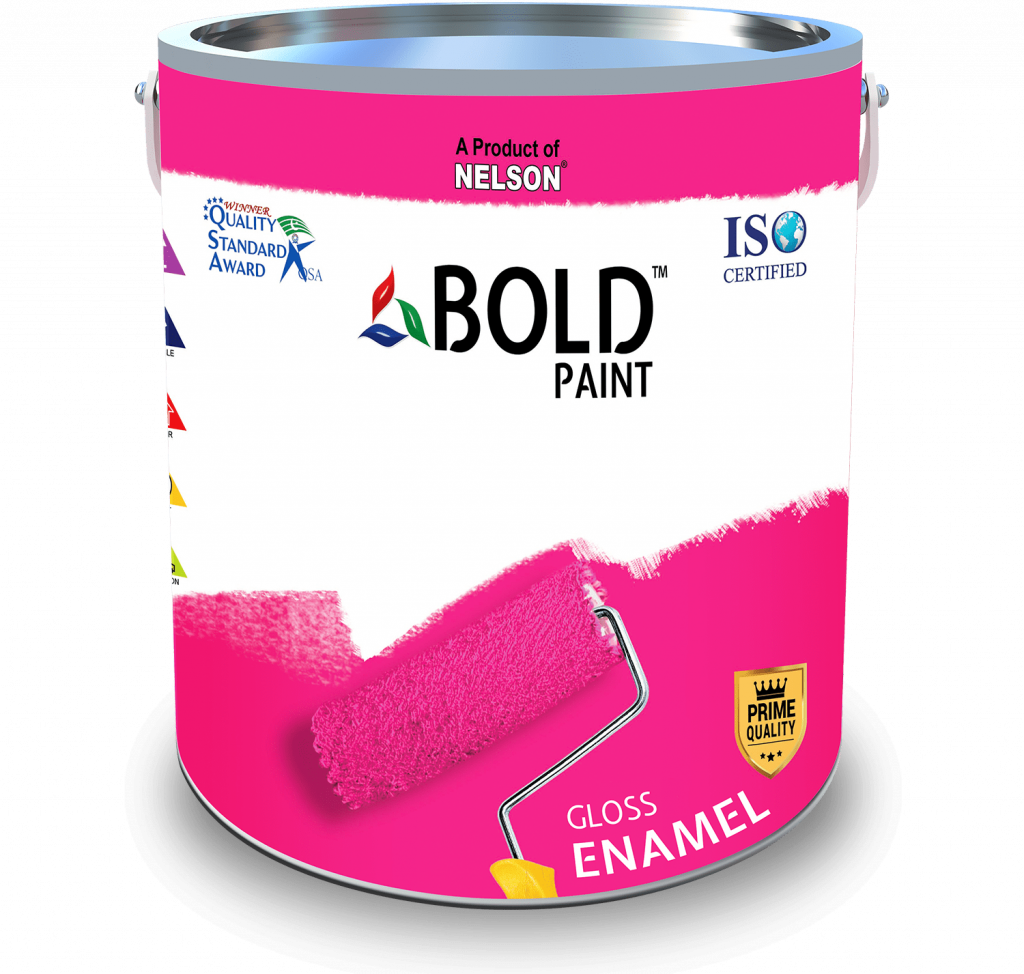 A Product of
NELSON®
WINNER
QUALITY
STANDARD
AWARD
QSA
ISO
CERTIFIED
BOLD™
PAINT
PRIME
QUALITY
GLOSS
ENAMEL